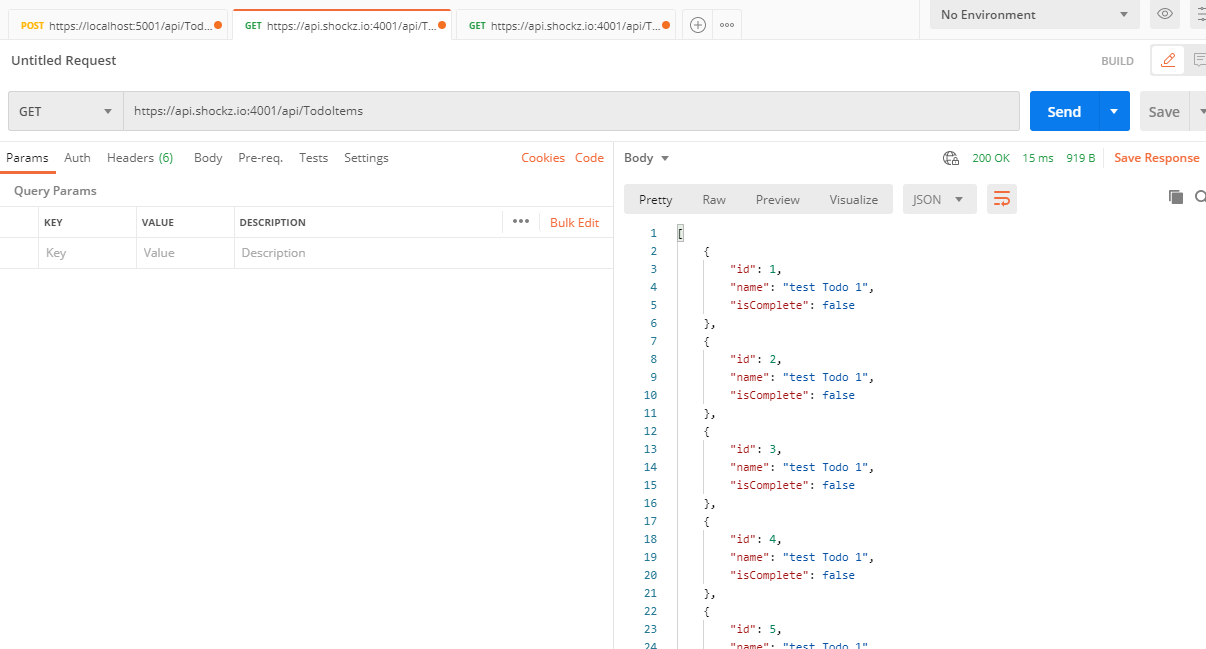 POST https://localhost:5001/api/Tod... GET https://api.shockz.io:4001/api/T... GET https://api.shockz.io:4001/api/T... No Environment
Untitled Request BUILD
GET https://api.shockz.io:4001/api/TodoItems Send Save
Params Auth Headers (6) Body Pre-req. Tests Settings Cookies Code
Query Params
KEY VALUE DESCRIPTION Bulk Edit
Key Value Description
Body 200 OK 15 ms 919 B Save Response
Pretty Raw Preview Visualize JSON
1 [
2 {
3 "id": 1,
4 "name": "test Todo 1",
5 "isComplete": false
6 },
7 {
8 "id": 2,
9 "name": "test Todo 1",
10 "isComplete": false
11 },
12 {
13 "id": 3,
14 "name": "test Todo 1",
15 "isComplete": false
16 },
17 {
18 "id": 4,
19 "name": "test Todo 1",
20 "isComplete": false
21 },
22 {
23 "id": 5,
24 "name": "test Todo 1"